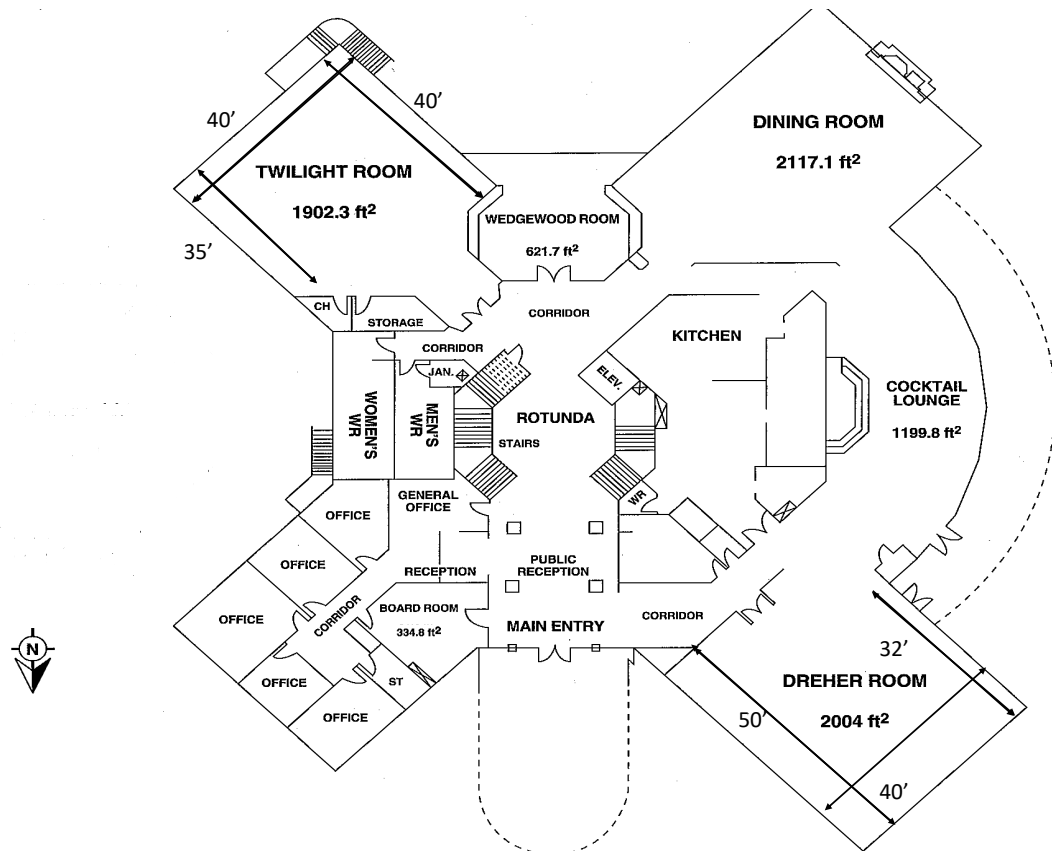 40’
40’
TWILIGHT ROOM
1902.3 ft²
35’
DINING ROOM
2117.1 ft²
WEDGEWOOD ROOM
621.7 ft²
CH
STORAGE
CORRIDOR
CORRIDOR
KITCHEN
JAN.
ELEV.
WOMEN'S
WR
MEN'S
WR
ROTUNDA
STAIRS
COCKTAIL
LOUNGE
1199.8 ft²
GENERAL
OFFICE
WR
OFFICE
OFFICE
RECEPTION
PUBLIC
RECEPTION
OFFICE
CORRIDOR
BOARD ROOM
334.8 ft²
MAIN ENTRY
CORRIDOR
N
OFFICE
ST
OFFICE
32’
DREHER ROOM
2004 ft²
50’
40’